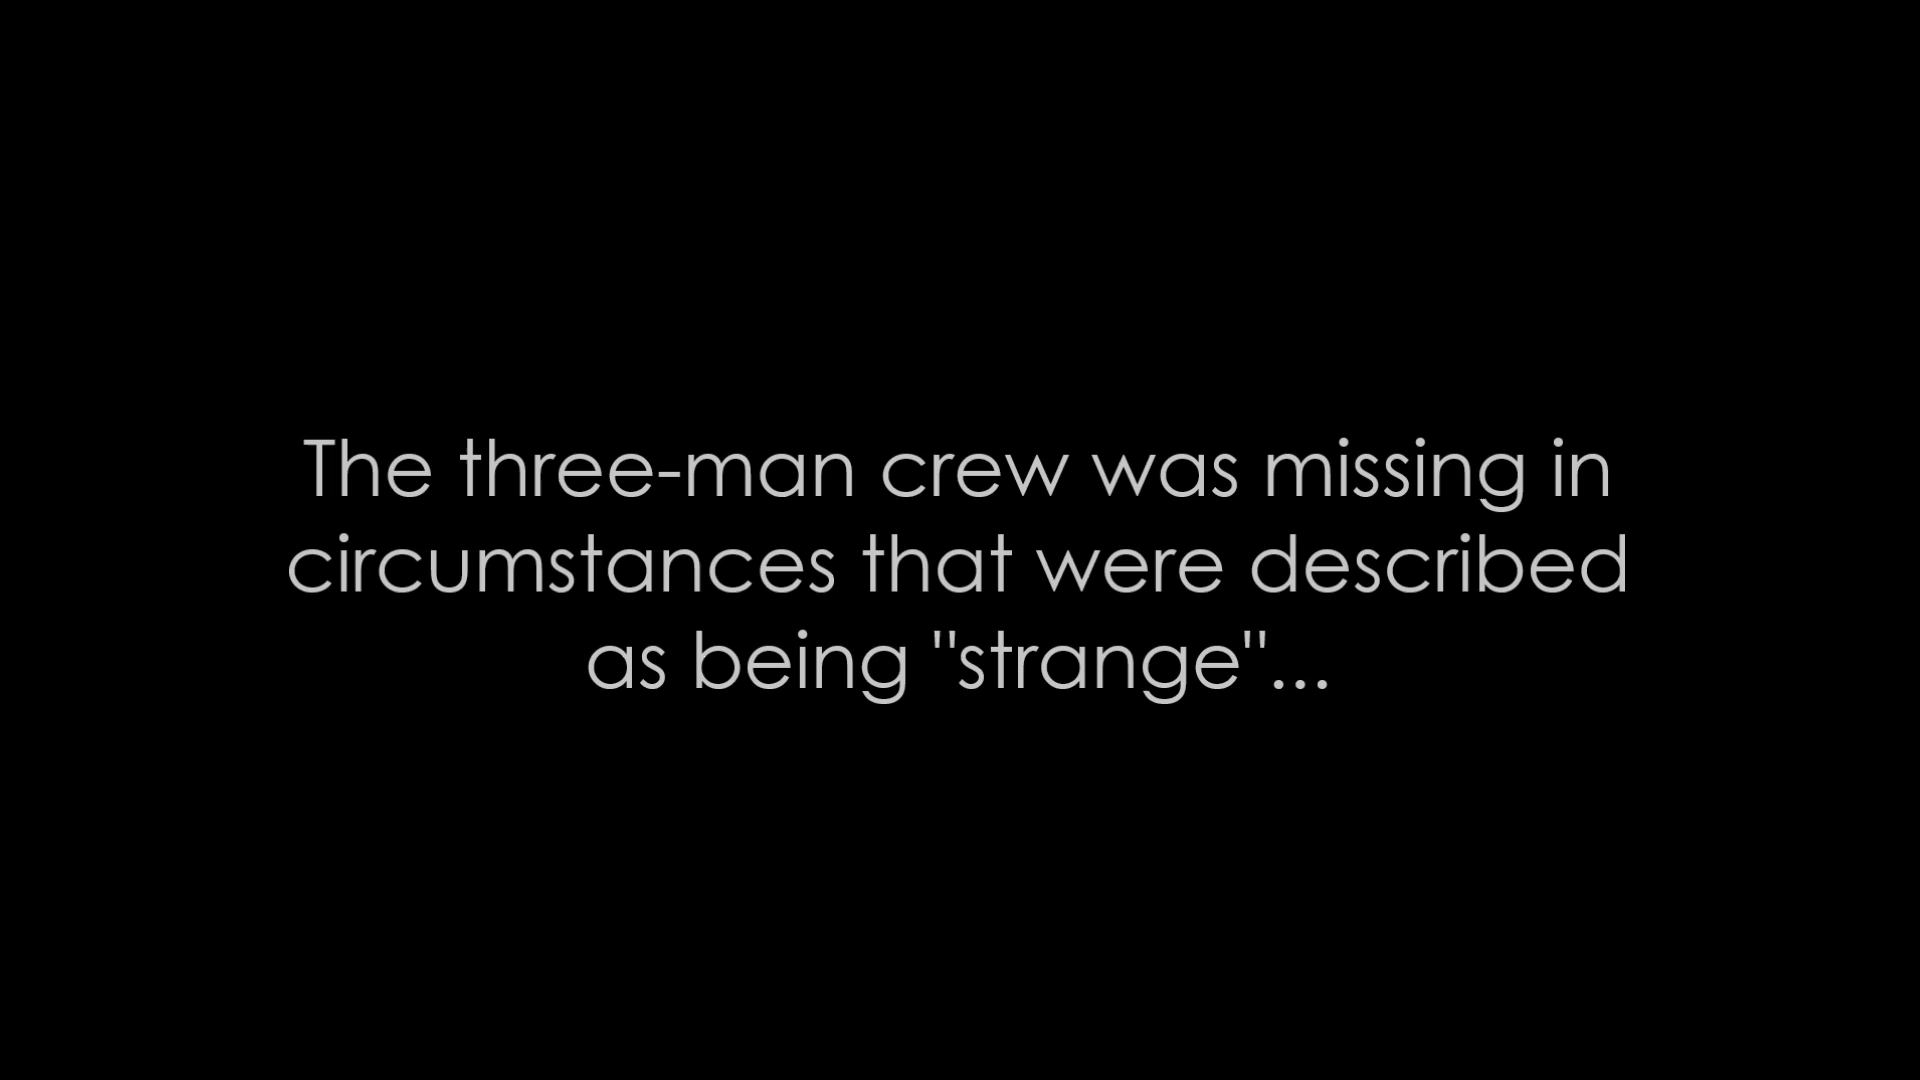 The three-man crew was missing in
circumstances that were described
as being "strange"...